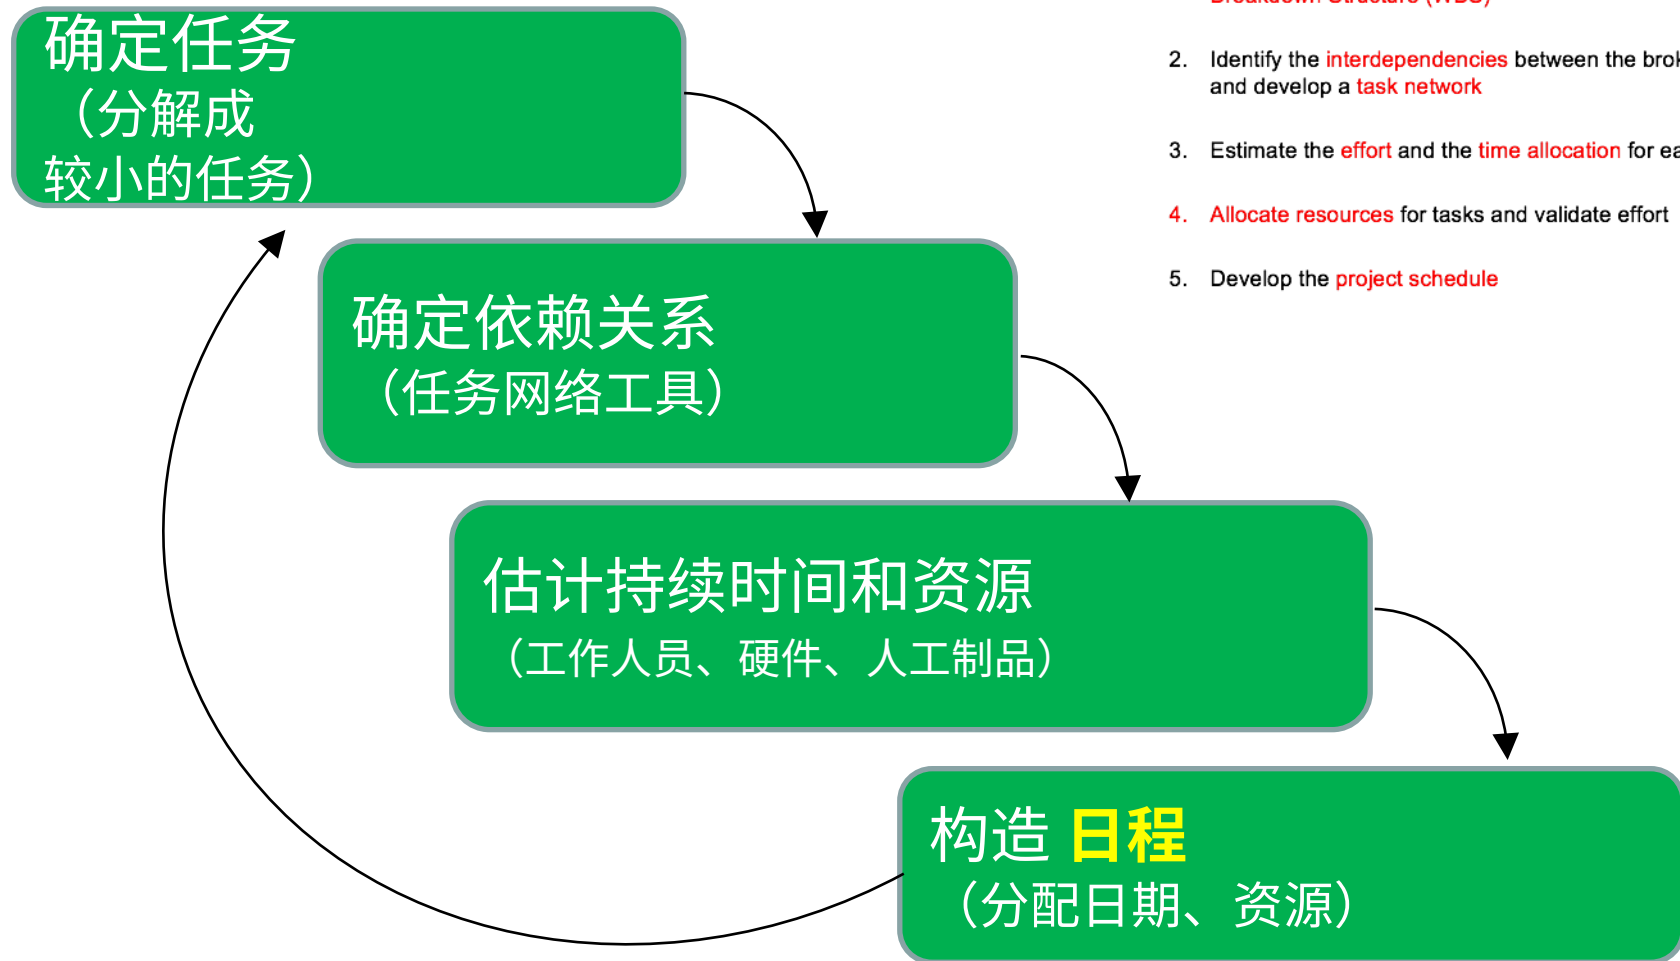 确定任务
（分解成
较小的任务）
Breakdown Structure (WBS)
2. Identify the interdependencies between the
and develop a task network
3. Estimate the effort and the time allocation for
4. Allocate resources for tasks and validate effort
5. Develop the project schedule
确定依赖关系
（任务网络工具）
估计持续时间和资源
（工作人员、硬件、人工制品）
构造 日程
（分配日期、资源）